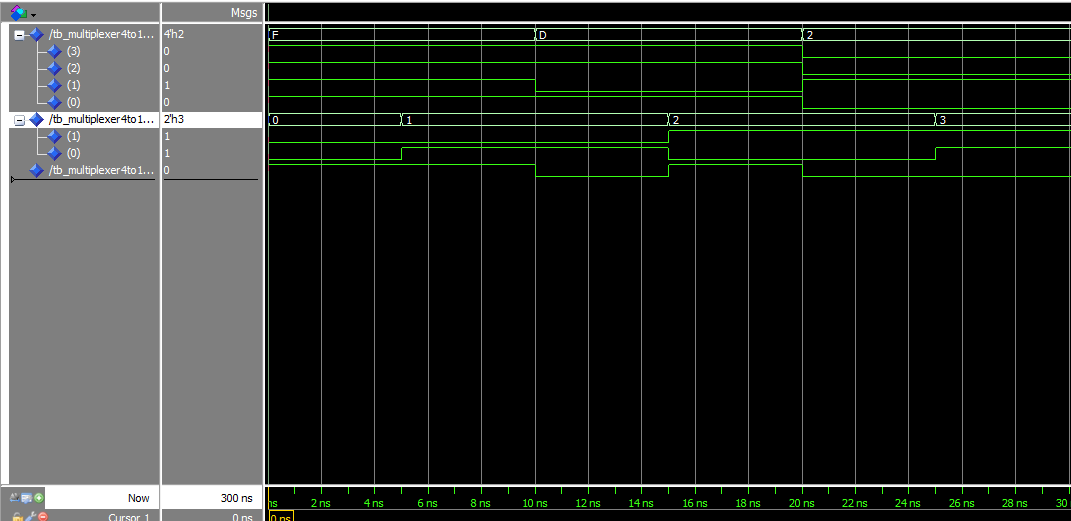 Msgs
/tb_multiplexer4to1... 4'h2 F D 2
(3) 0
(2) 0
(1) 1
(0) 0
/tb_multiplexer4to1... 2'h3 0 1 2 3
(1) 1
(0) 1
/tb_multiplexer4to1... 0
Now 300 ns ns 2 ns 4 ns 6 ns 8 ns 10 ns 12 ns 14 ns 16 ns 18 ns 20 ns 22 ns 24 ns 26 ns 28 ns 30
Cursor 1 0 ns 0 ns